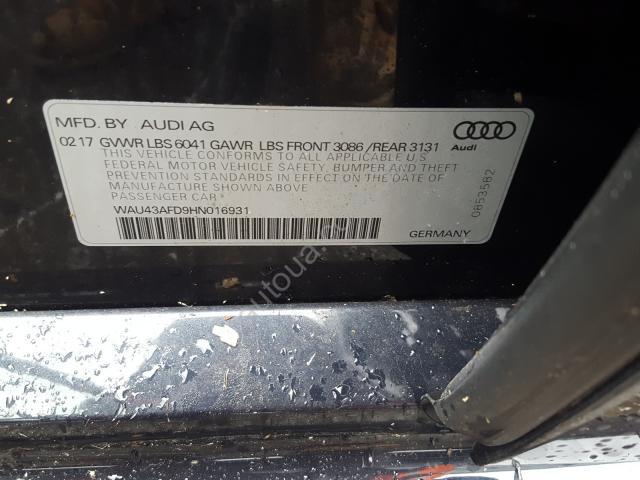 MFD. BY AUDI AG
02 17 GVWR LBS 6041 GAWR LBS FRONT 3086 /REAR 3131
THIS VEHICLE CONFORMS TO ALL APPLICABLE U.S
FEDERAL MOTOR VEHICLE SAFETY, BUMPER AND THEFT
PREVENTION STANDARDS IN EFFECT ON THE DATE OF
MANUFACTURE SHOWN ABOVE
PASSENGER CAR
WAU43AFD9HN016931
Audi
0853582
GERMANY